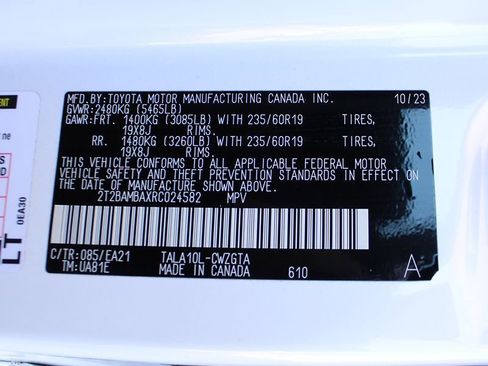 MFD.BY:TOYOTA MOTOR MANUFACTURING CANADA INC. 10/23
GVWR:2480KG (5465LB)
GAWR:FRT. 1400KG (3085LB) WITH 235/60R19 TIRES,
19X8J RIMS.
RR. 1480KG (3260LB) WITH 235/60R19 TIRES,
19X8J RIMS.
THIS VEHICLE CONFORMS TO ALL APPLICABLE FEDERAL MOTOR
VEHICLE SAFETY AND THEFT PREVENTION STANDARDS IN
EFFECT ON THE DATE OF MANUFACTURE SHOWN ABOVE.
2T2BAMBAXRC024582 MPV
C/TR:085/EA21 TALA10L-CWZGTA
TM:UA81E MADE IN CANADA 610 A
LT
0EA30